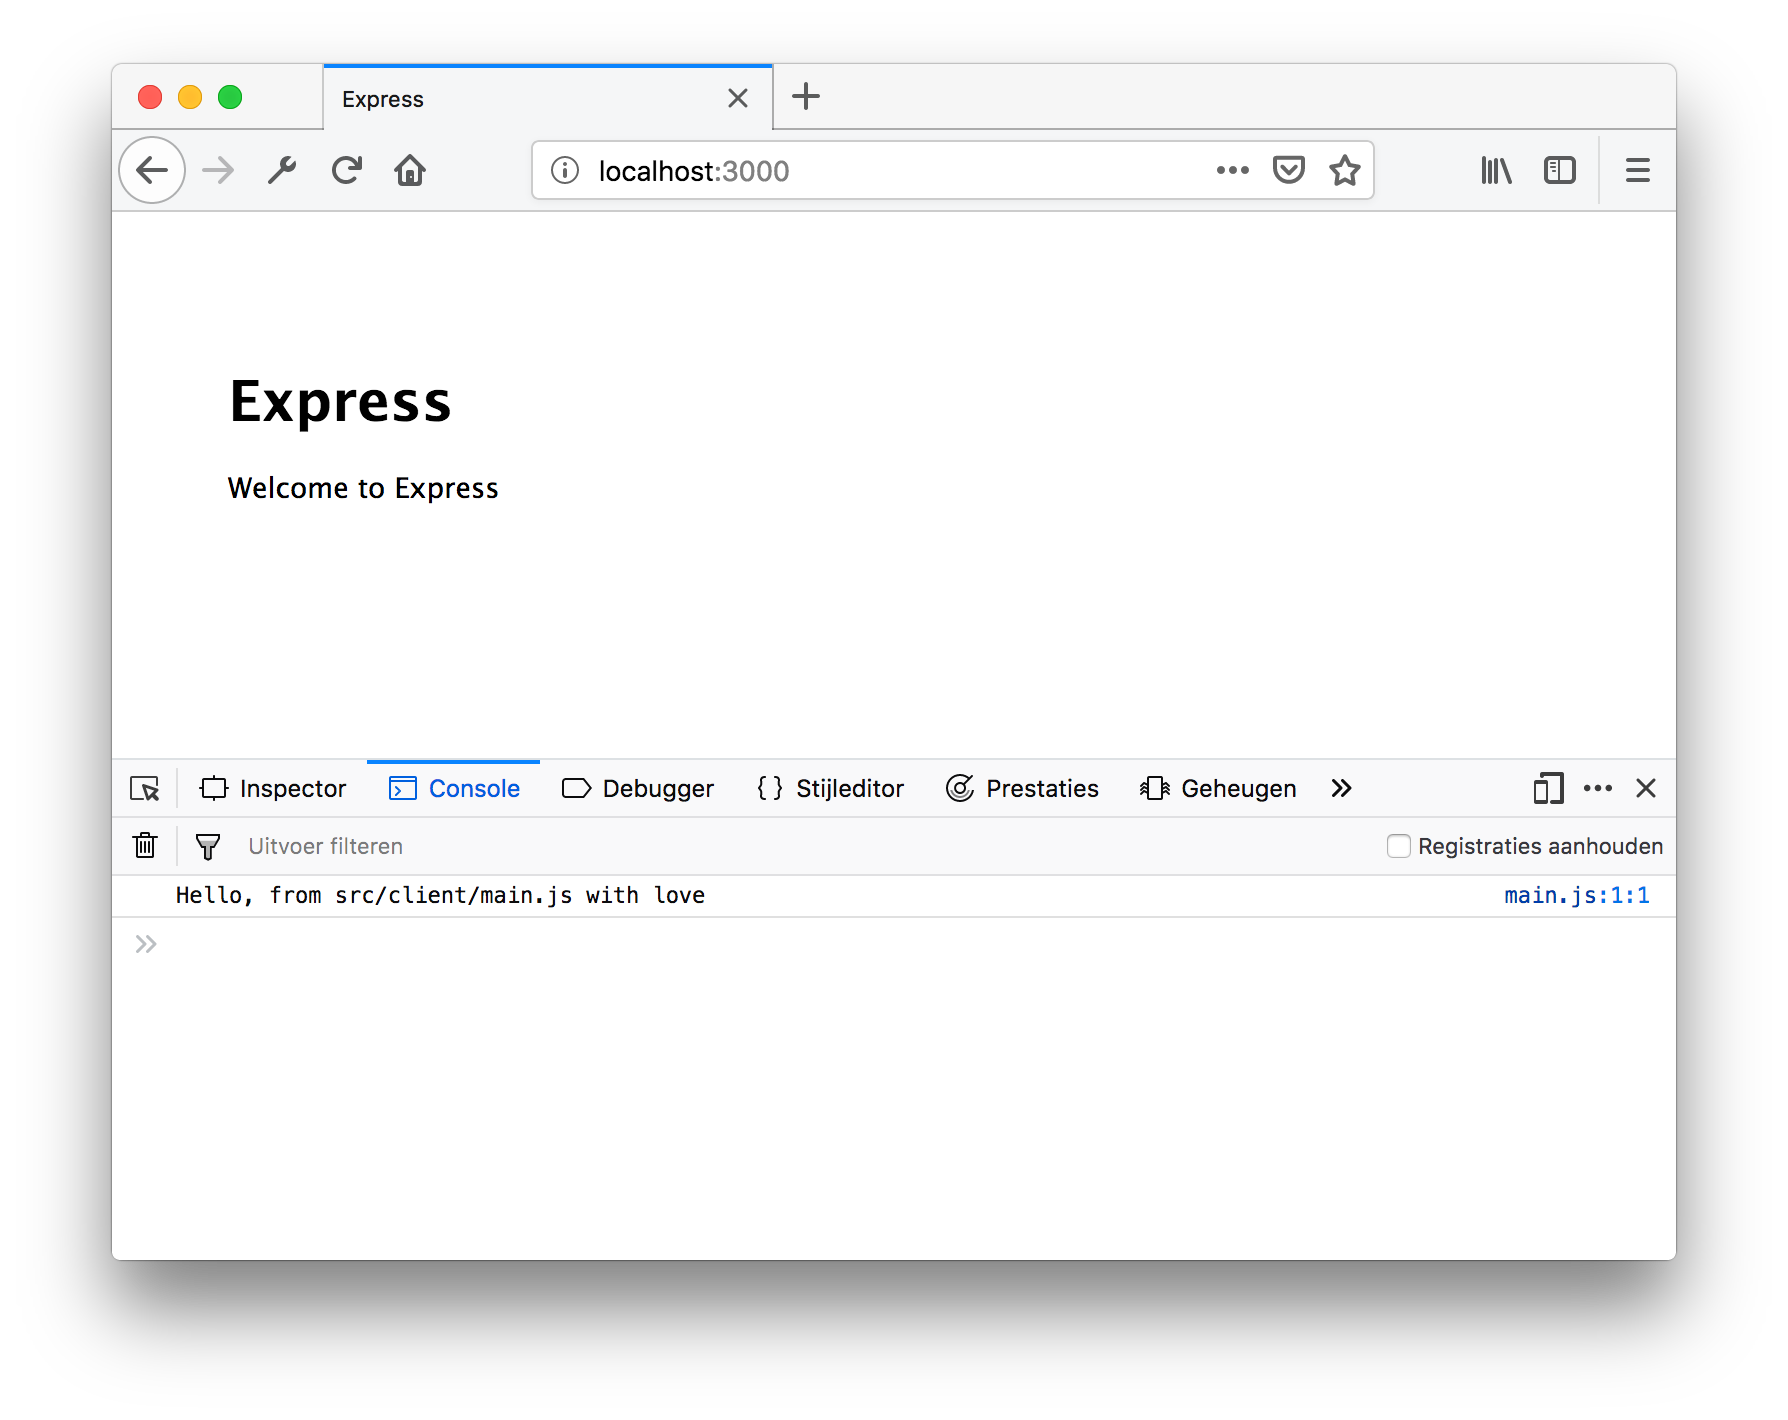 Express
localhost:3000
Express
Welcome to Express
Inspector Console Debugger Stijleditor Prestaties Geheugen
Uitvoer filteren Registraties aanhouden
Hello, from src/client/main.js with love main.js:1:1